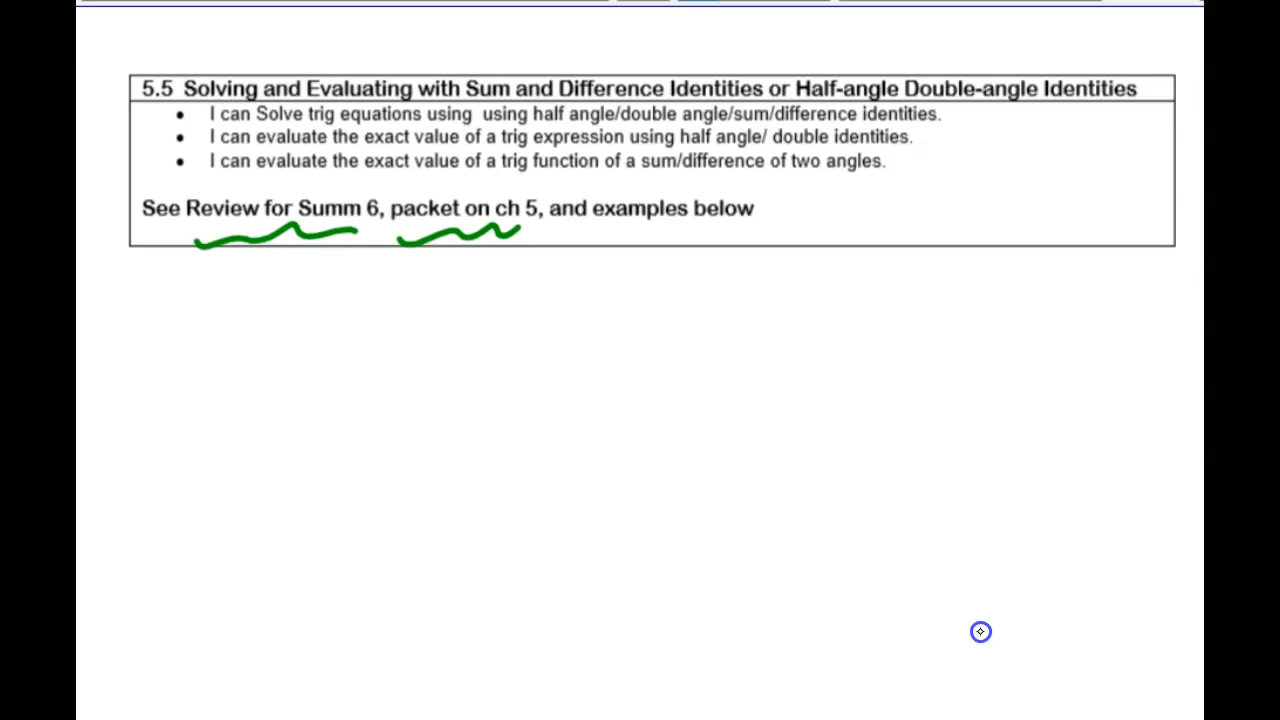 5.5 Solving and Evaluating with Sum and Difference Identities or Half-angle Double-angle Identities
• I can Solve trig equations using using half angle/double angle/sum/difference identities.
• I can evaluate the exact value of a trig expression using half angle/ double identities.
• I can evaluate the exact value of a trig function of a sum/difference of two angles.
See Review for Summ 6, packet on ch 5, and examples below